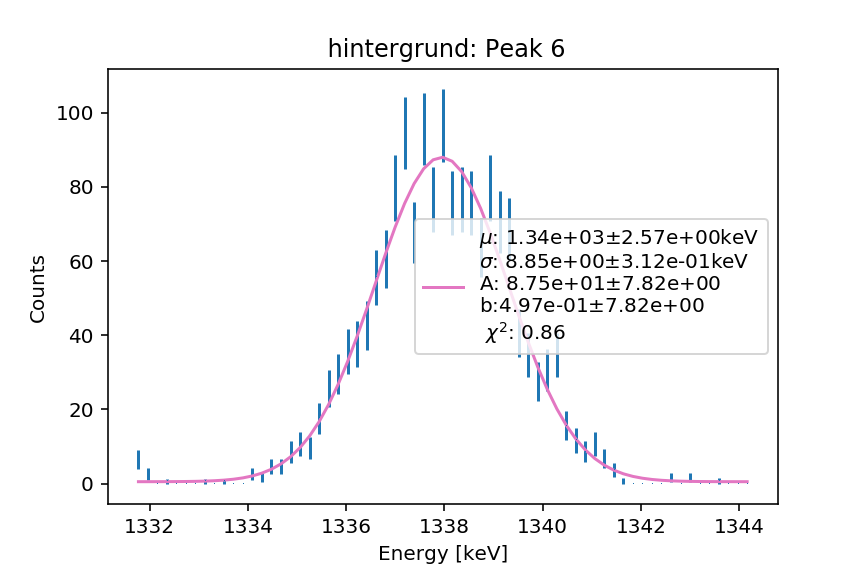 hintergrund: Peak 6
Counts
100
80
60
40
20
0
μ: 1.34e+03±2.57e+00keV
σ: 8.85e+00±3.12e-01keV
A: 8.75e+01±7.82e+00
b:4.97e-01±7.82e+00
χ²: 0.86
1332 1334 1336 1338 1340 1342 1344
Energy [keV]